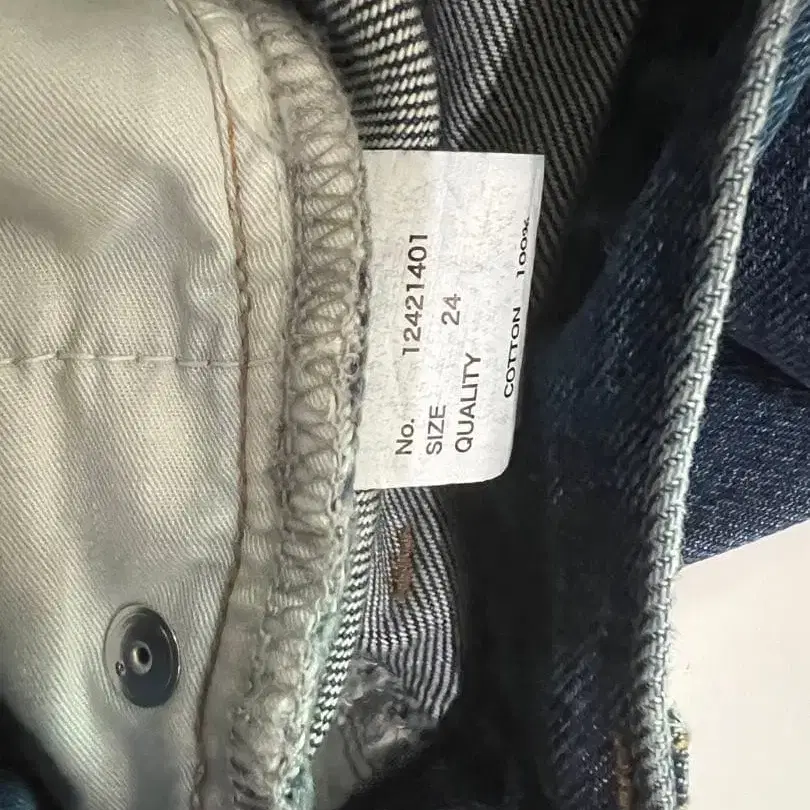 No. 12421401
SIZE 24
QUALITY
COTTON 100%